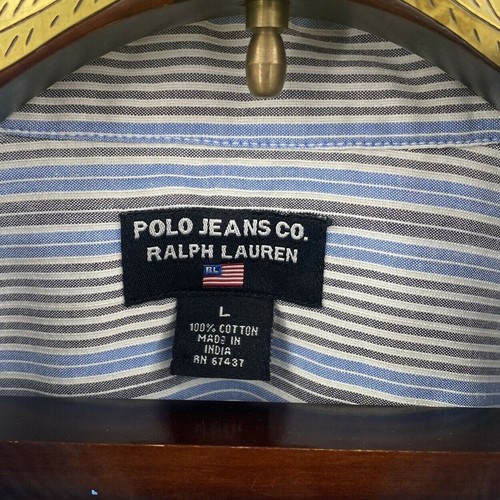 POLO JEANS CO.
RALPH LAUREN
RL
L
100% COTTON
MADE IN
INDIA
RN 67437